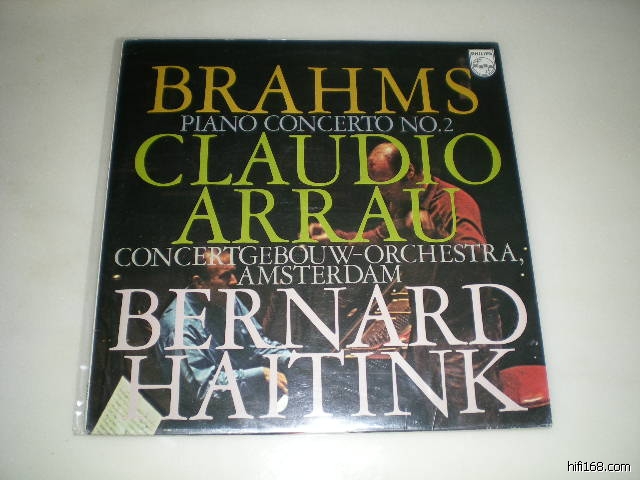 PHILIPS
BRAHMS
PIANO CONCERTO NO.2
CLAUDIO
ARRAU
CONCERTGEBOUW-ORCHESTRA,
AMSTERDAM
BERNARD
HAITINK
hifi168.com